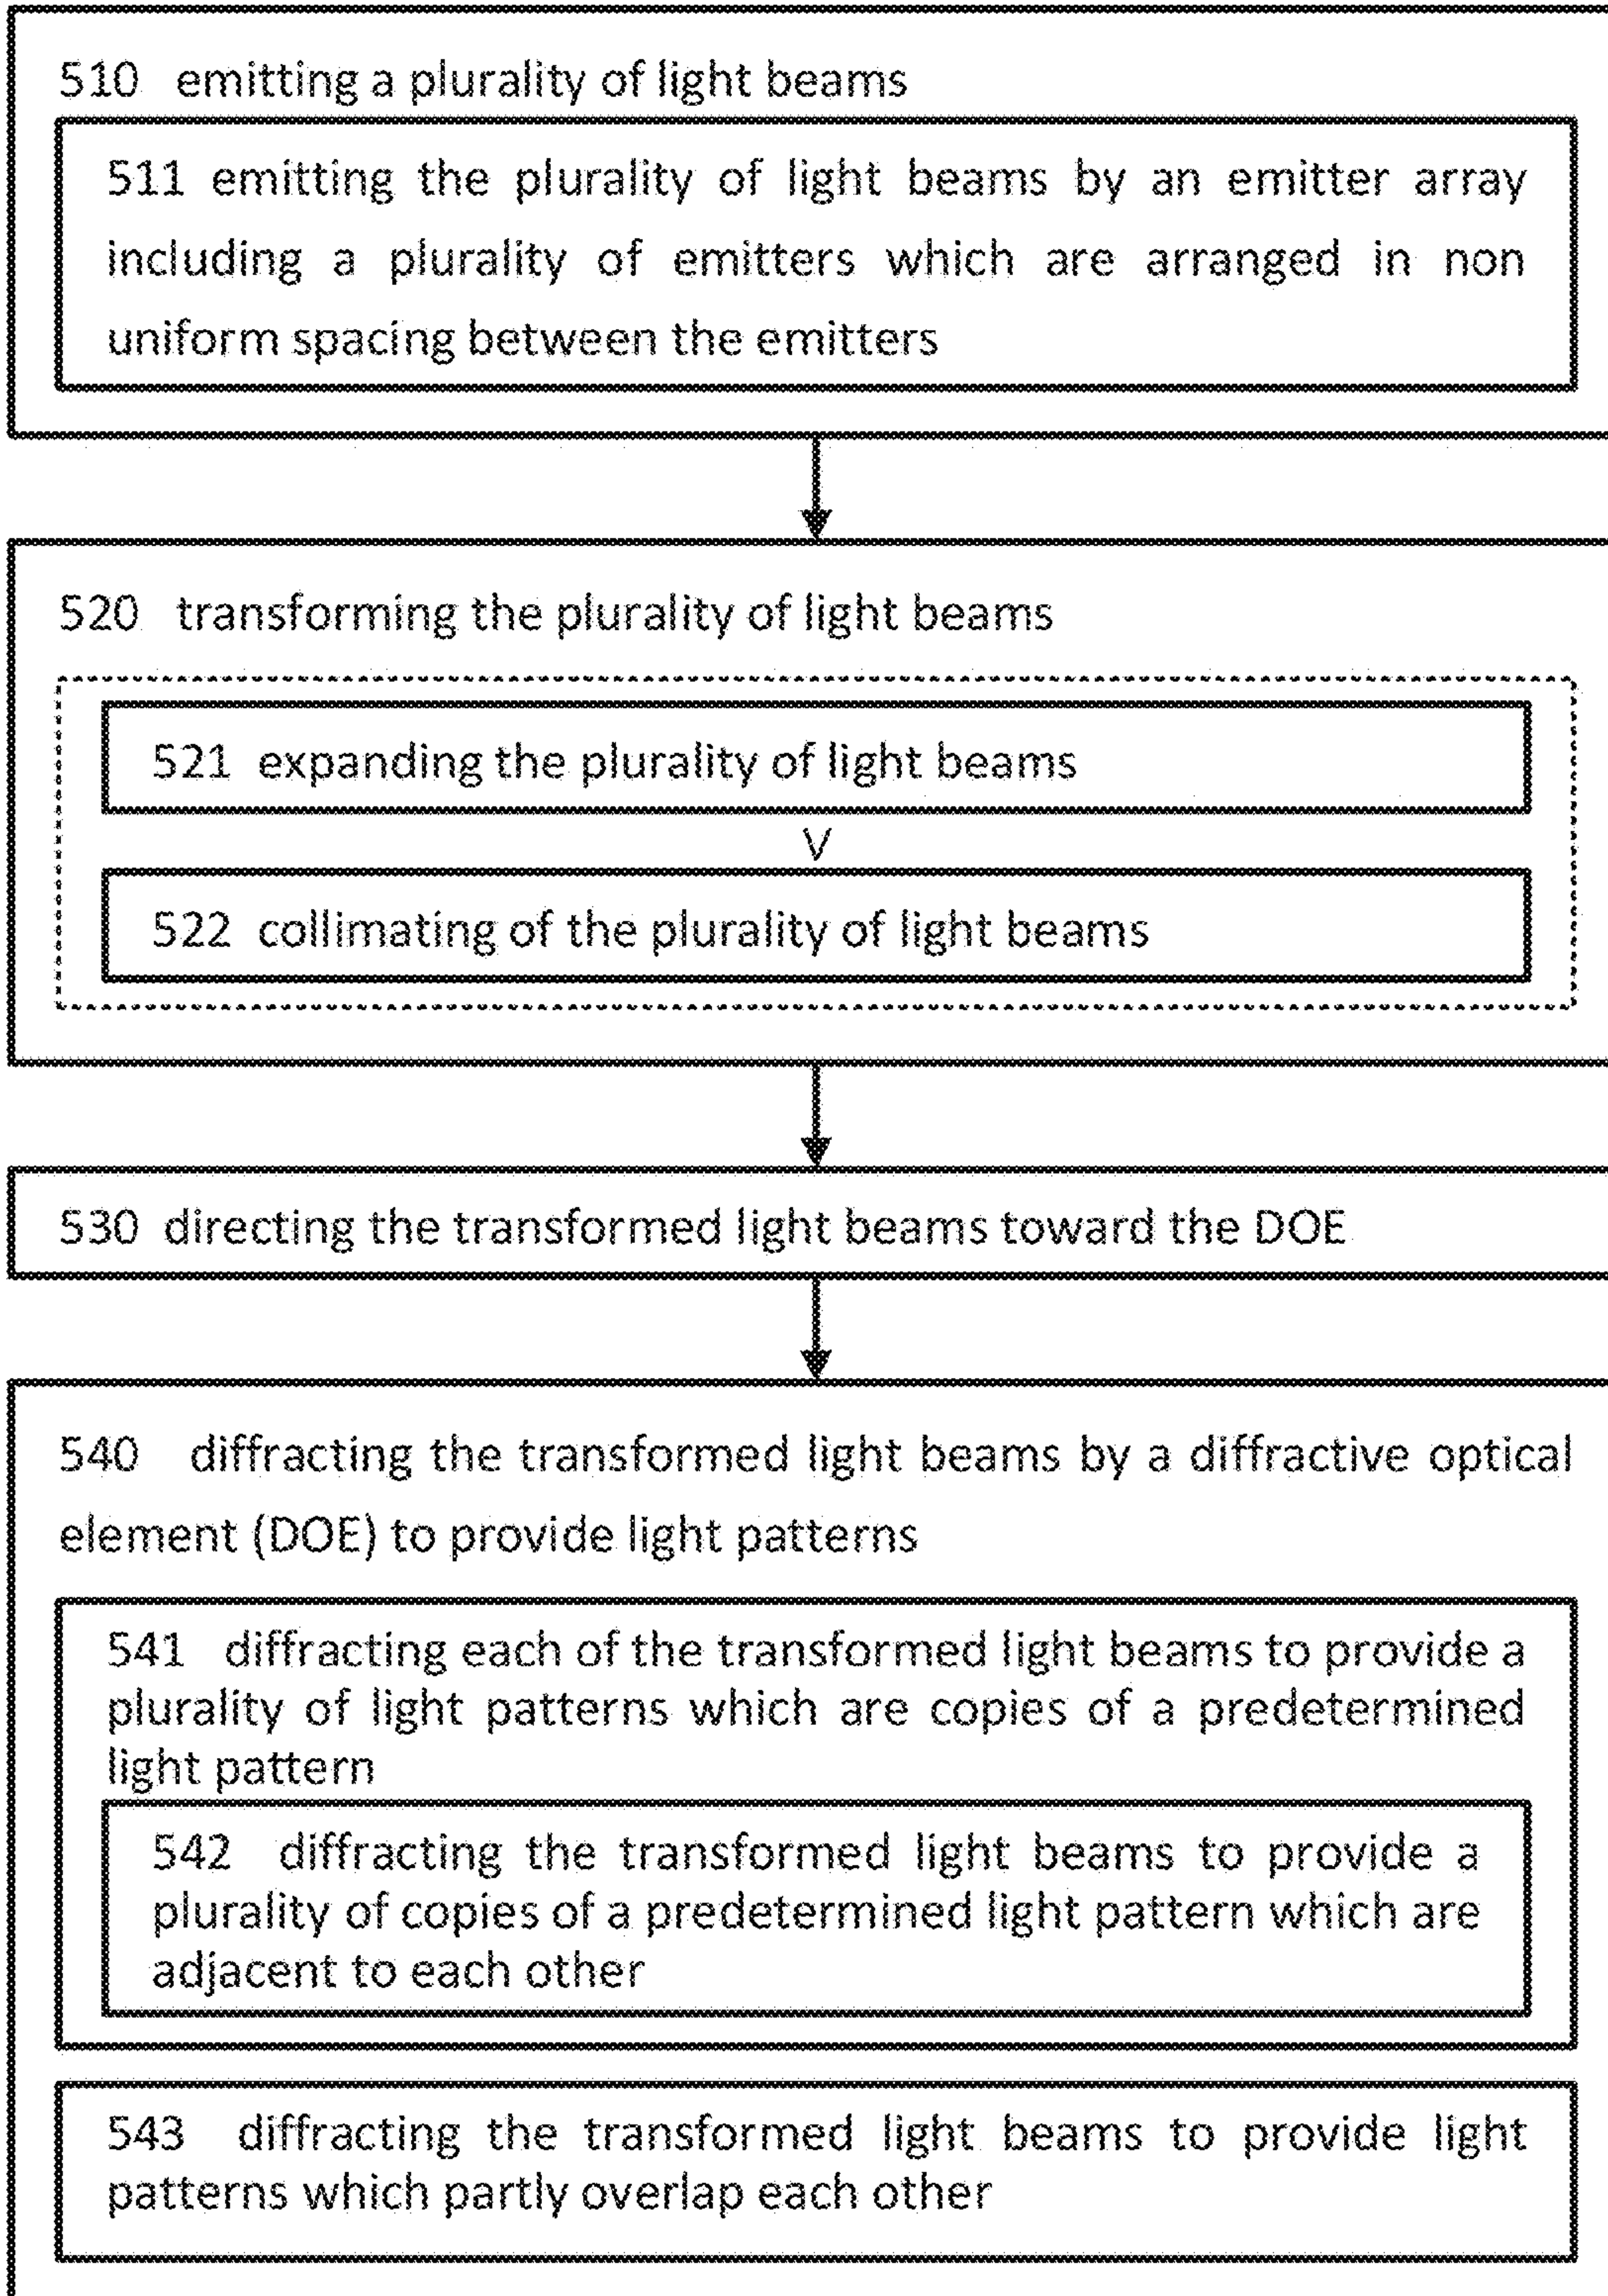 510 emitting a plurality of light beams
511 emitting the plurality of light beams by an emitter array
including a plurality of emitters which are arranged in non
uniform spacing between the emitters
520 transforming the plurality of light beams
521 expanding the plurality of light beams
V
522 collimating of the plurality of light beams
530 directing the transformed light beams toward the DOE
540 diffracting the transformed light beams by a diffractive optical
element (DOE) to provide light patterns
541 diffracting each of the transformed light beams to provide a
plurality of light patterns which are copies of a predetermined
light pattern
542 diffracting the transformed light beams to provide a
plurality of copies of a predetermined light pattern which are
adjacent to each other
543 diffracting the transformed light beams to provide light
patterns which partly overlap each other